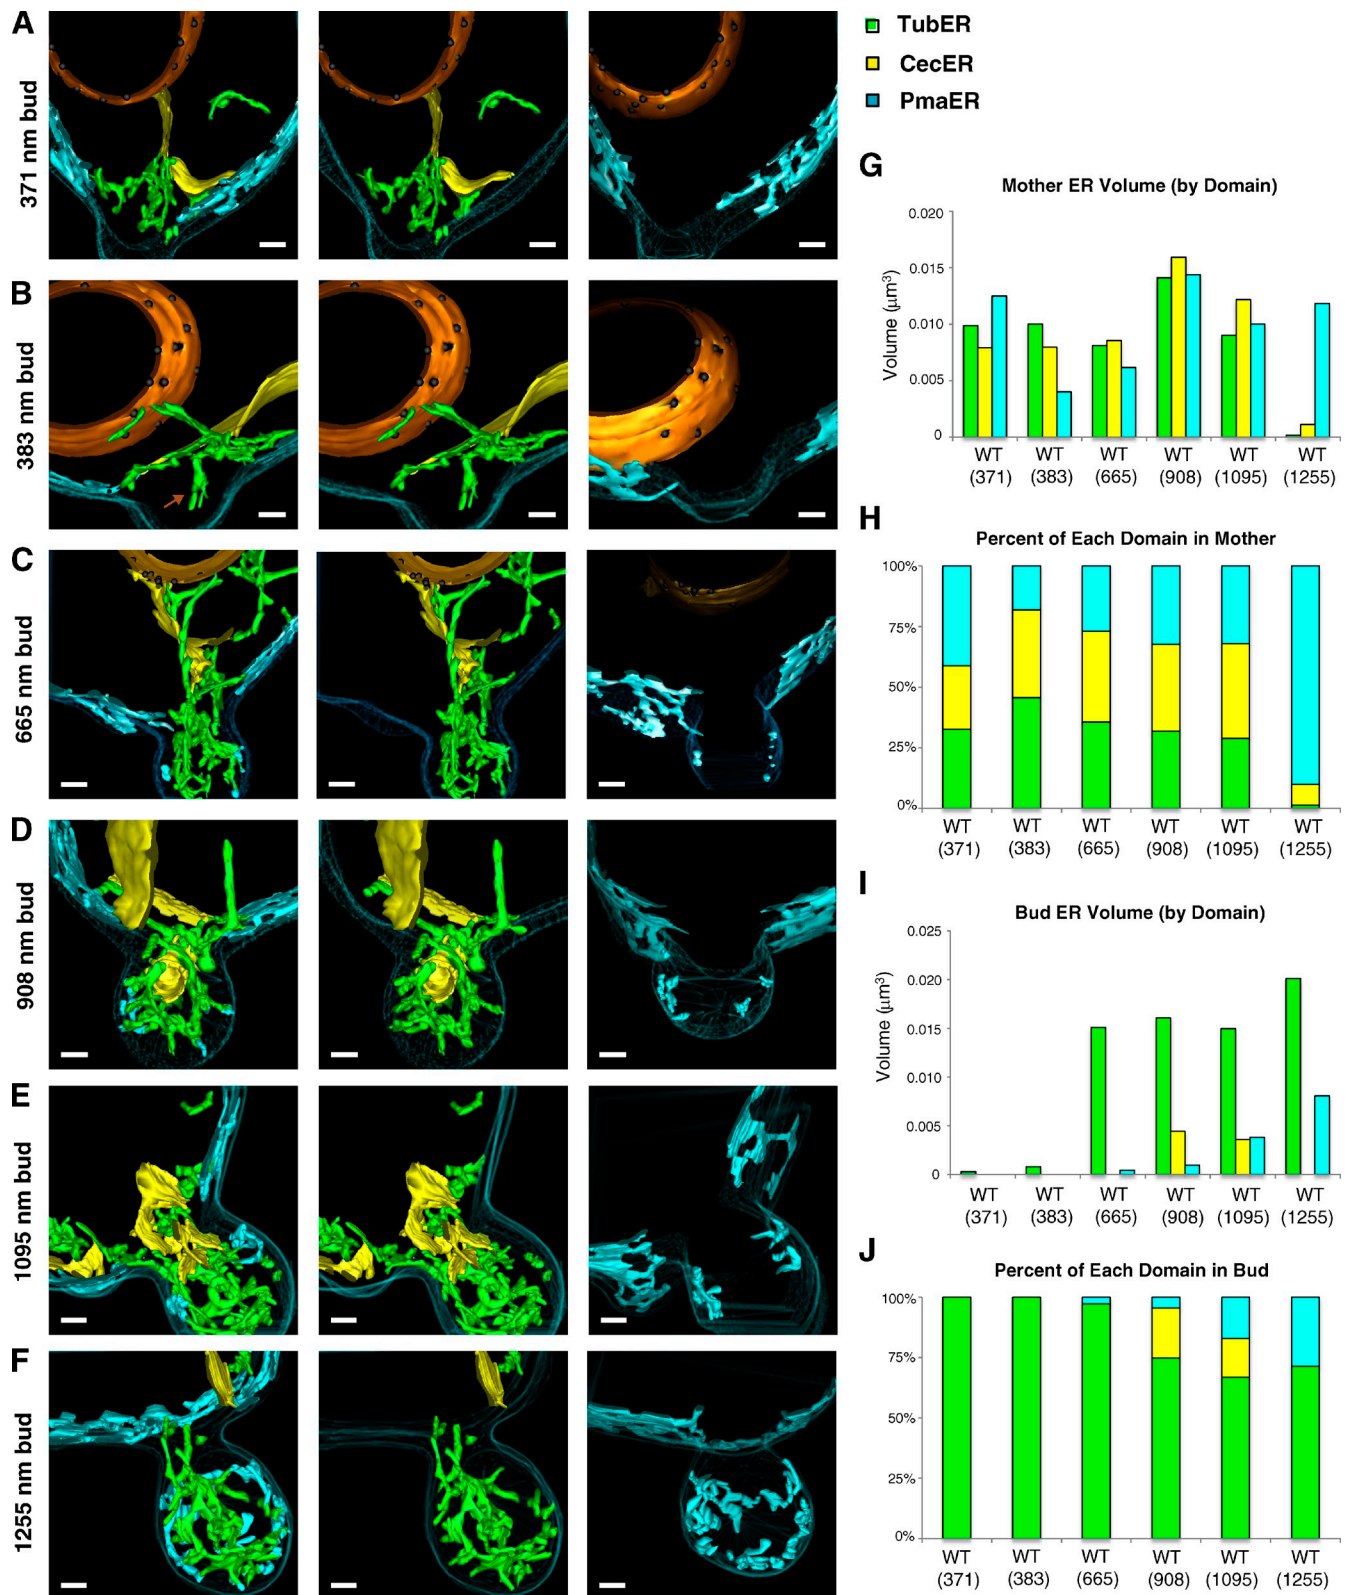 A
371 nm bud
B
383 nm bud
C
665 nm bud
D
908 nm bud
E
1095 nm bud
F
1255 nm bud
TubER
CecER
PmaER
G
Mother ER Volume (by Domain)
Volume (μm³)
0.020
0.015
0.010
0.005
0
WT WT WT WT WT WT
(371) (383) (665) (908) (1095) (1255)
H
Percent of Each Domain in Mother
100%
75%
50%
25%
0%
WT WT WT WT WT WT
(371) (383) (665) (908) (1095) (1255)
I
Bud ER Volume (by Domain)
Volume (μm³)
0.025
0.020
0.015
0.010
0.005
0
WT WT WT WT WT WT
(371) (383) (665) (908) (1095) (1255)
J
Percent of Each Domain in Bud
100%
75%
50%
25%
0%
WT WT WT WT WT WT
(371) (383) (665) (908) (1095) (1255)